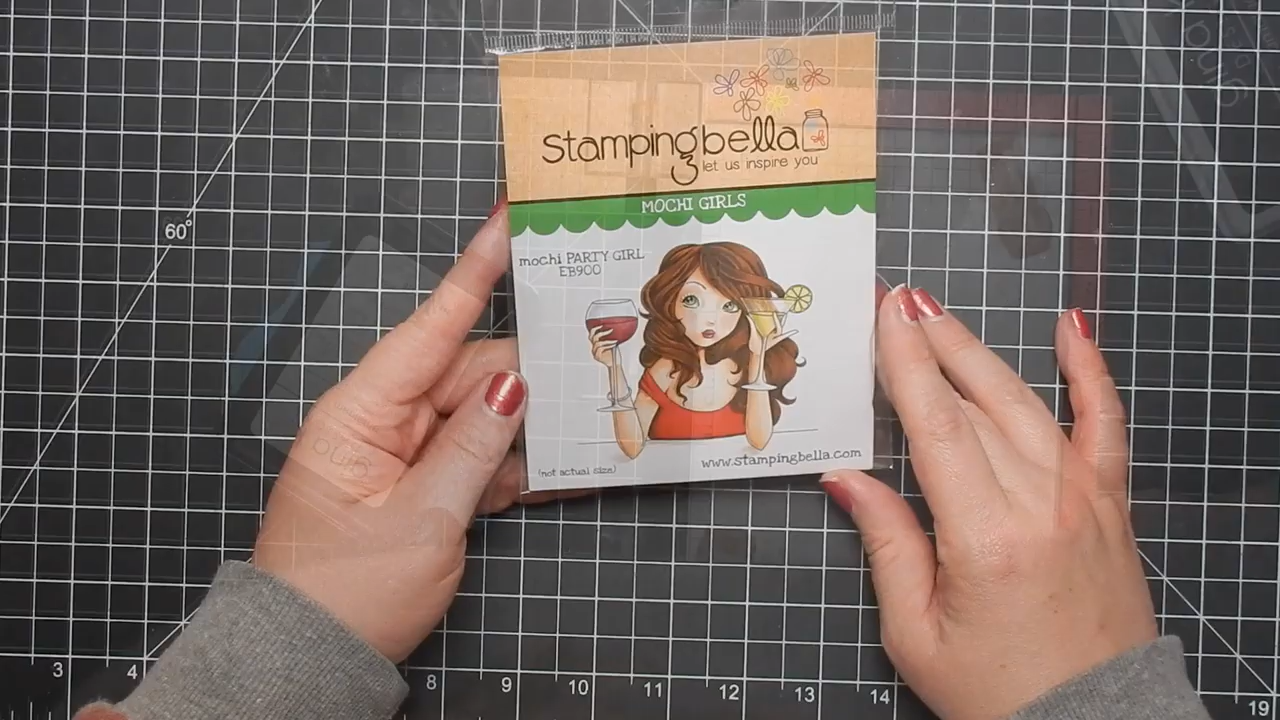 stampingbella
let us inspire you
MOCHI GIRLS
mochi PARTY GIRL
EB900
(not actual size)
www.stampingbella.com
60°
3 4 8 9 10 11 12 13 14 19